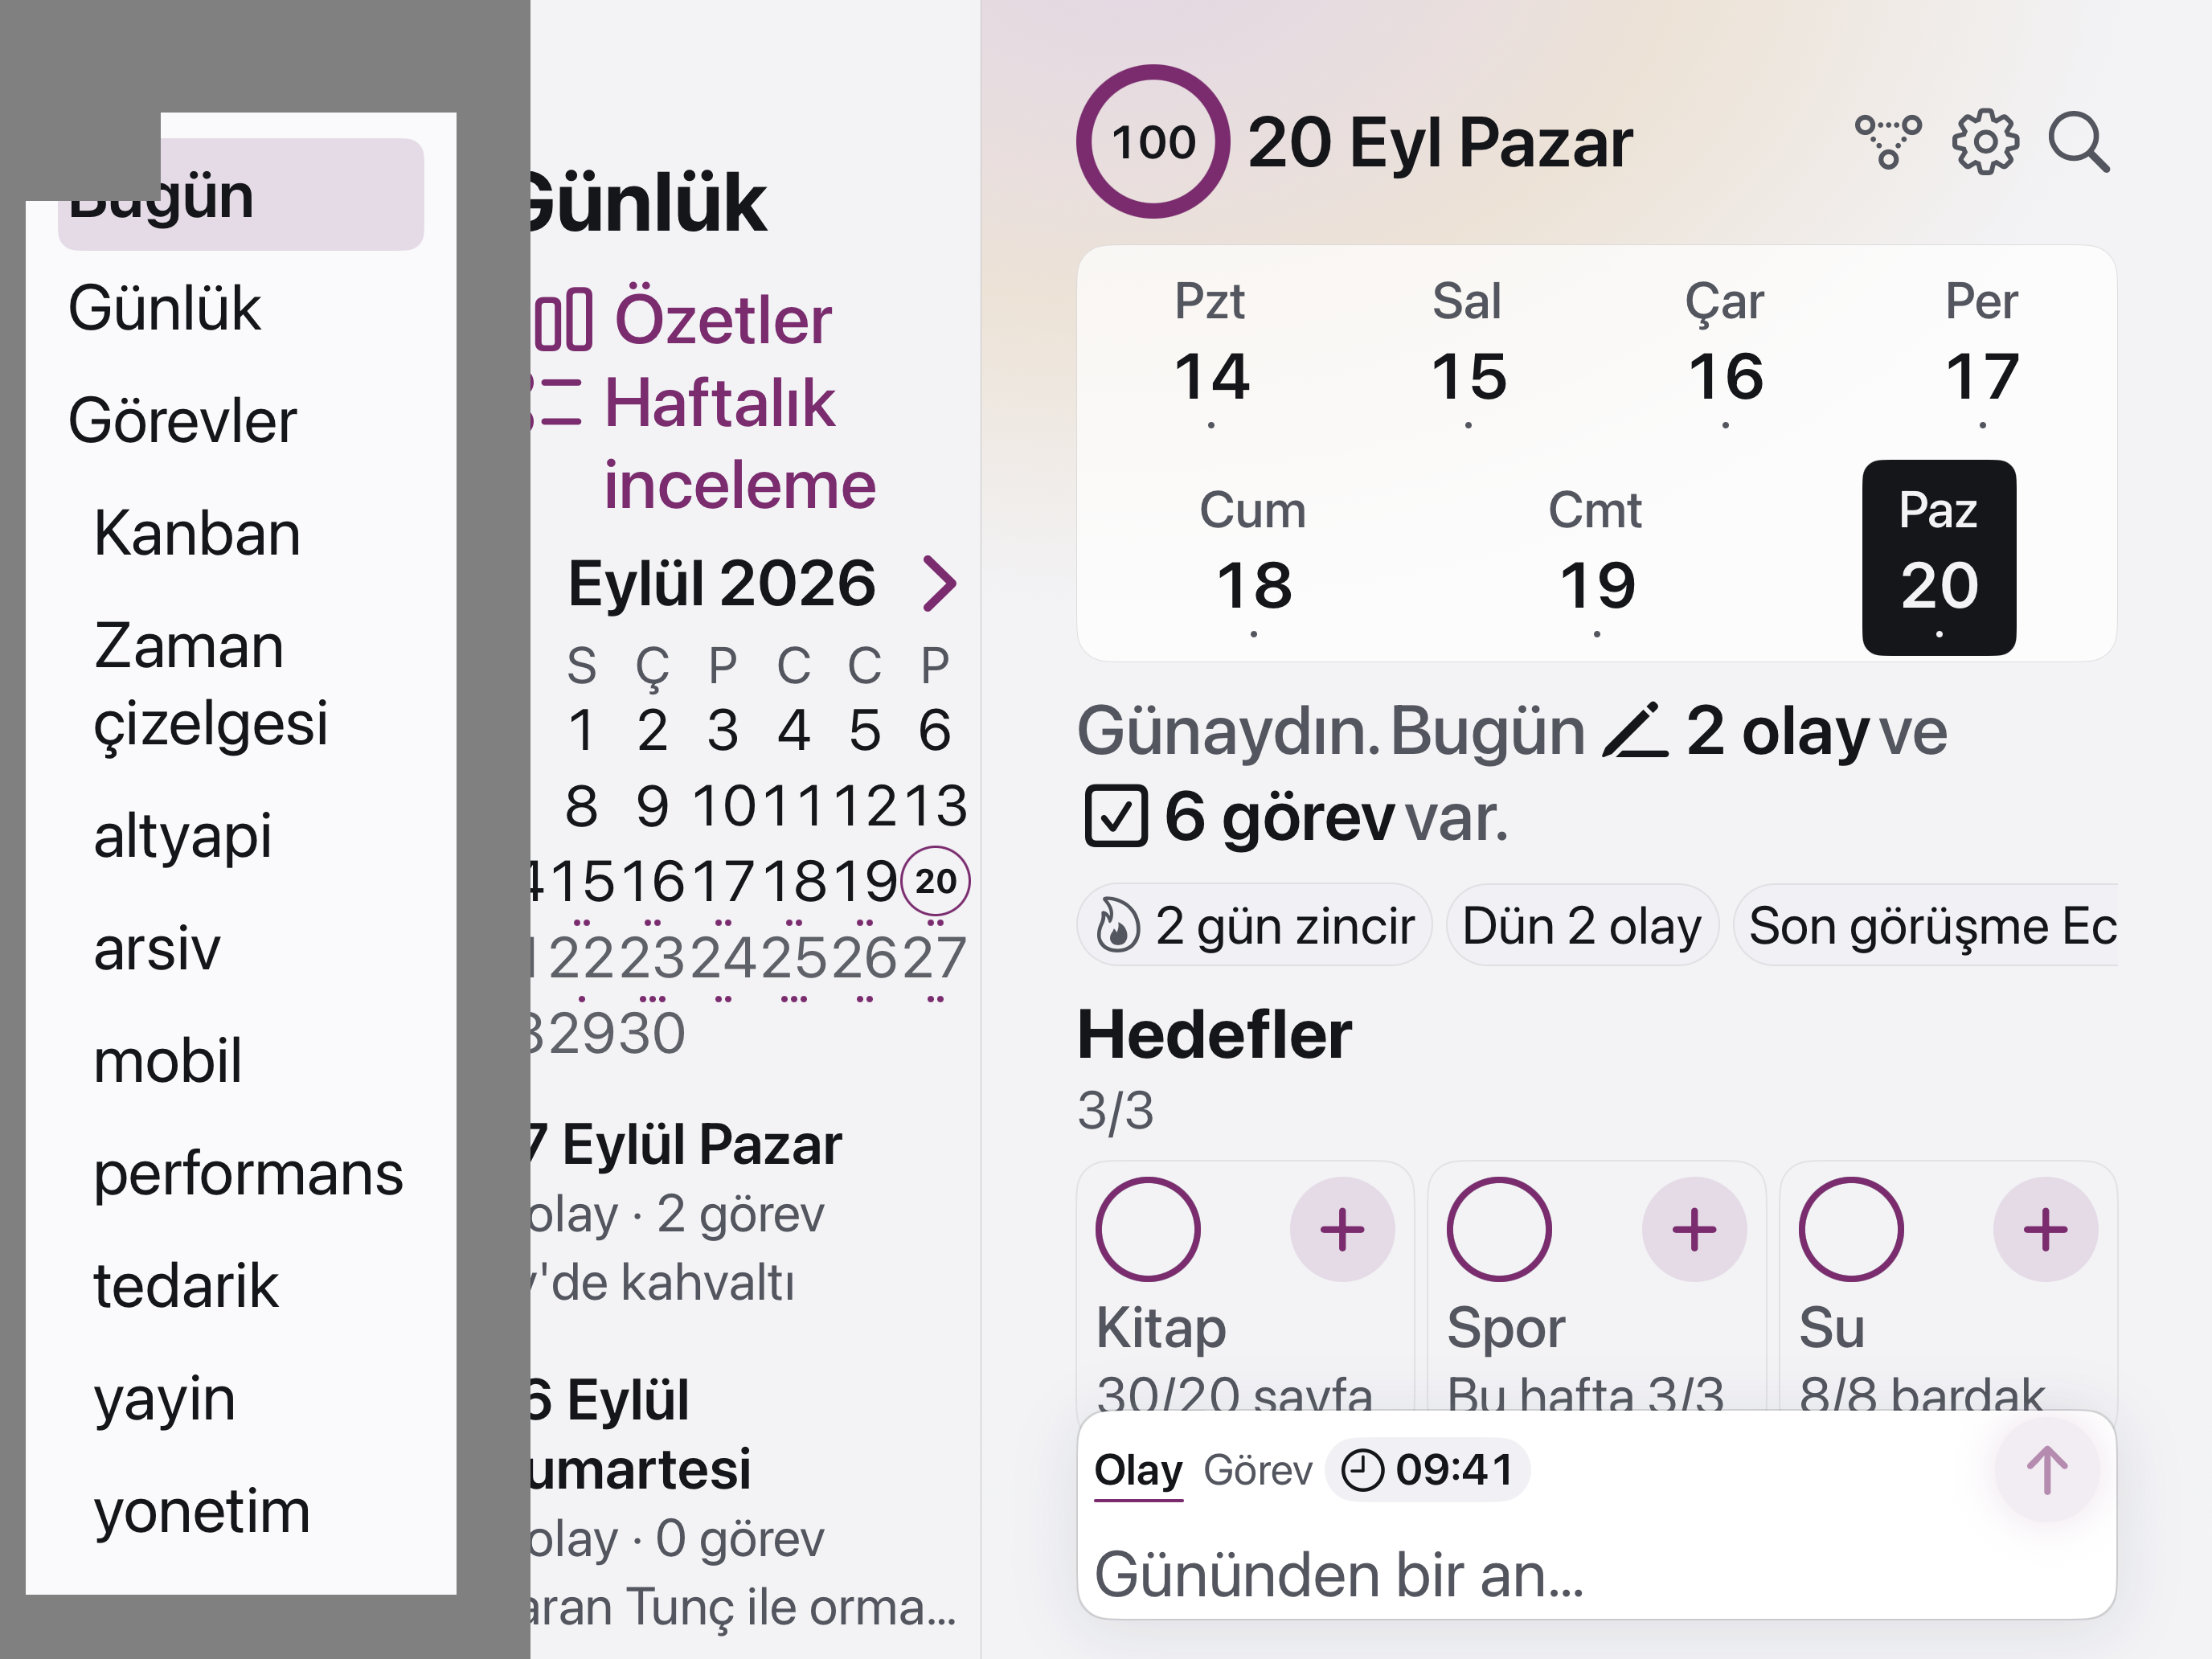 Bugün
Günlük
Görevler
Kanban
Zaman
çizelgesi
altyapi
arsiv
mobil
performans
tedarik
yayin
yonetim
Günlük
Özetler
Haftalık
inceleme
Eylül 2026
S Ç P C C P
1 2 3 4 5 6
8 9 10 11 12 13
15 16 17 18 19 20
22 23 24 25 26 27
29 30
Eylül Pazar
olay · 2 görev
'de kahvaltı
6 Eylül
umartesi
olay · 0 görev
aran Tunç ile orma...
100 20 Eyl Pazar
Pzt Sal Çar Per
14 15 16 17
Cum Cmt Paz
18 19 20
Günaydın. Bugün 2 olay ve
6 görev var.
2 gün zincir Dün 2 olay Son görüşme Ec
Hedefler
3/3
Kitap Spor Su
30/20 sayfa Bu hafta 3/3 8/8 bardak
Olay Görev 09:41
Gününden bir an...